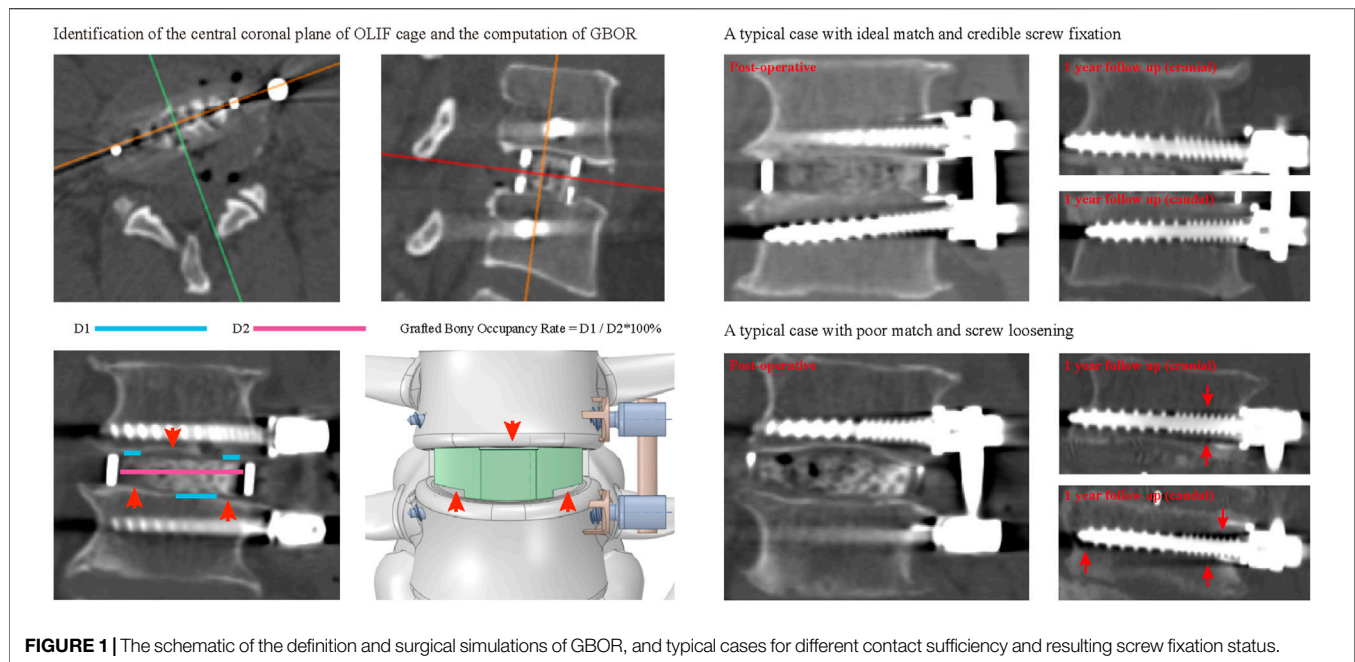 Identification of the central coronal plane of OLIF cage and the computation of GBOR
A typical case with ideal match and credible screw fixation
Post-operative
1 year follow up (cranial)
1 year follow up (caudal)
D1
D2
Grafted Bony Occupancy Rate = D1 / D2*100%
A typical case with poor match and screw loosening
Post-operative
1 year follow up (cranial)
1 year follow up (caudal)
FIGURE 1 | The schematic of the definition and surgical simulations of GBOR, and typical cases for different contact sufficiency and resulting screw fixation status.